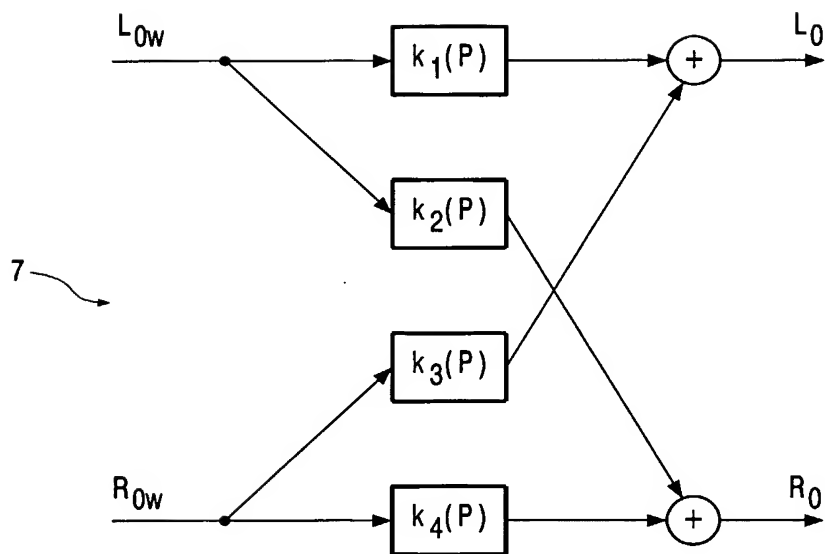 L0w
k1(P)
+
L0
k2(P)
7
k3(P)
R0w
k4(P)
+
R0